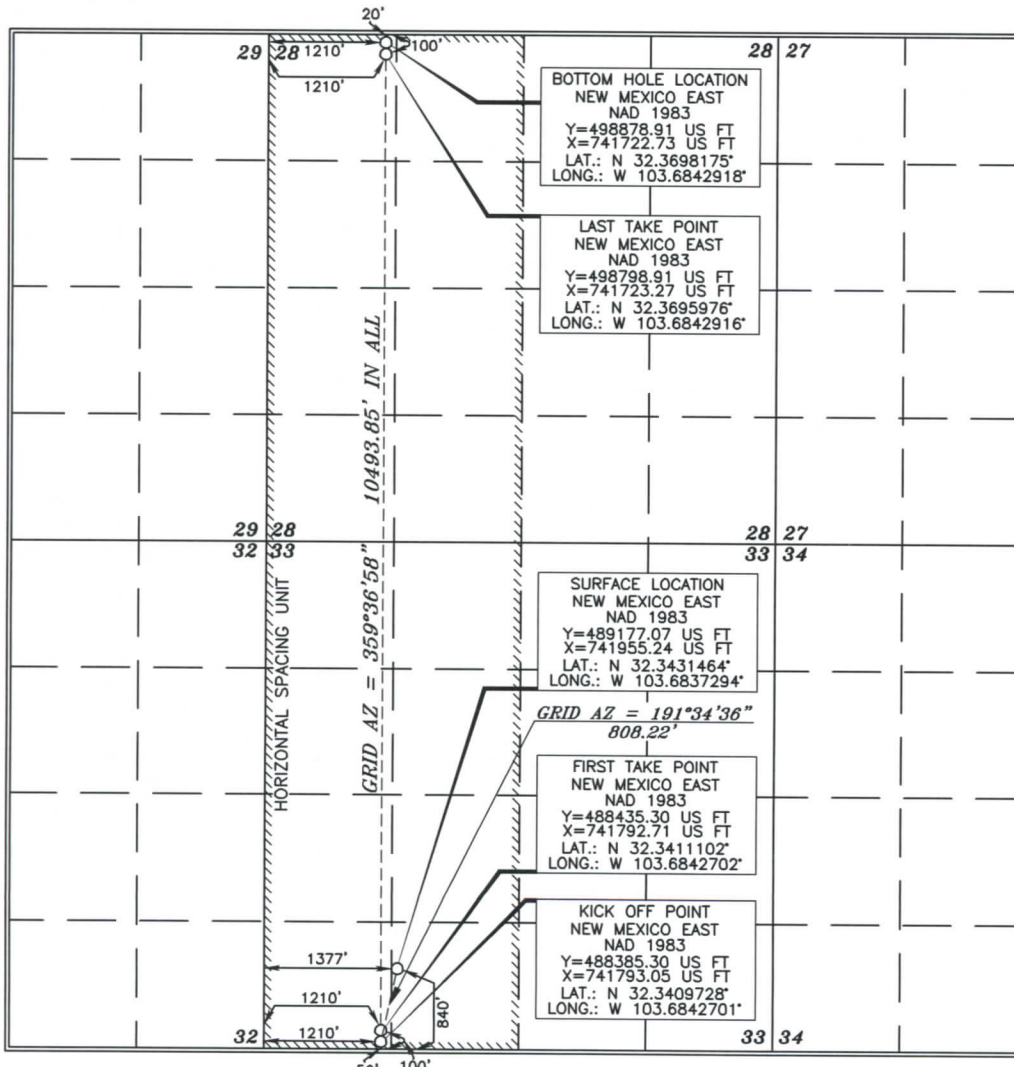 20'
29 28
1210'
100'
28 27
1210'
BOTTOM HOLE LOCATION
NEW MEXICO EAST
NAD 1983
Y=498878.91 US FT
X=741722.73 US FT
LAT.: N 32.3698175°
LONG.: W 103.6842918°
LAST TAKE POINT
NEW MEXICO EAST
NAD 1983
Y=498798.91 US FT
X=741723.27 US FT
LAT.: N 32.3695976°
LONG.: W 103.6842916°
GRID AZ = 359°36'58" 10493.85' IN ALL
29 28
32 33
28 27
33 34
HORIZONTAL SPACING UNIT
SURFACE LOCATION
NEW MEXICO EAST
NAD 1983
Y=489177.07 US FT
X=741955.24 US FT
LAT.: N 32.3431464°
LONG.: W 103.6837294°
GRID AZ = 191°34'36"
808.22'
FIRST TAKE POINT
NEW MEXICO EAST
NAD 1983
Y=488435.30 US FT
X=741792.71 US FT
LAT.: N 32.3411102°
LONG.: W 103.6842702°
KICK OFF POINT
NEW MEXICO EAST
NAD 1983
Y=488385.30 US FT
X=741793.05 US FT
LAT.: N 32.3409728°
LONG.: W 103.6842701°
1377'
840'
1210'
32
1210'
33 34
50'
100'